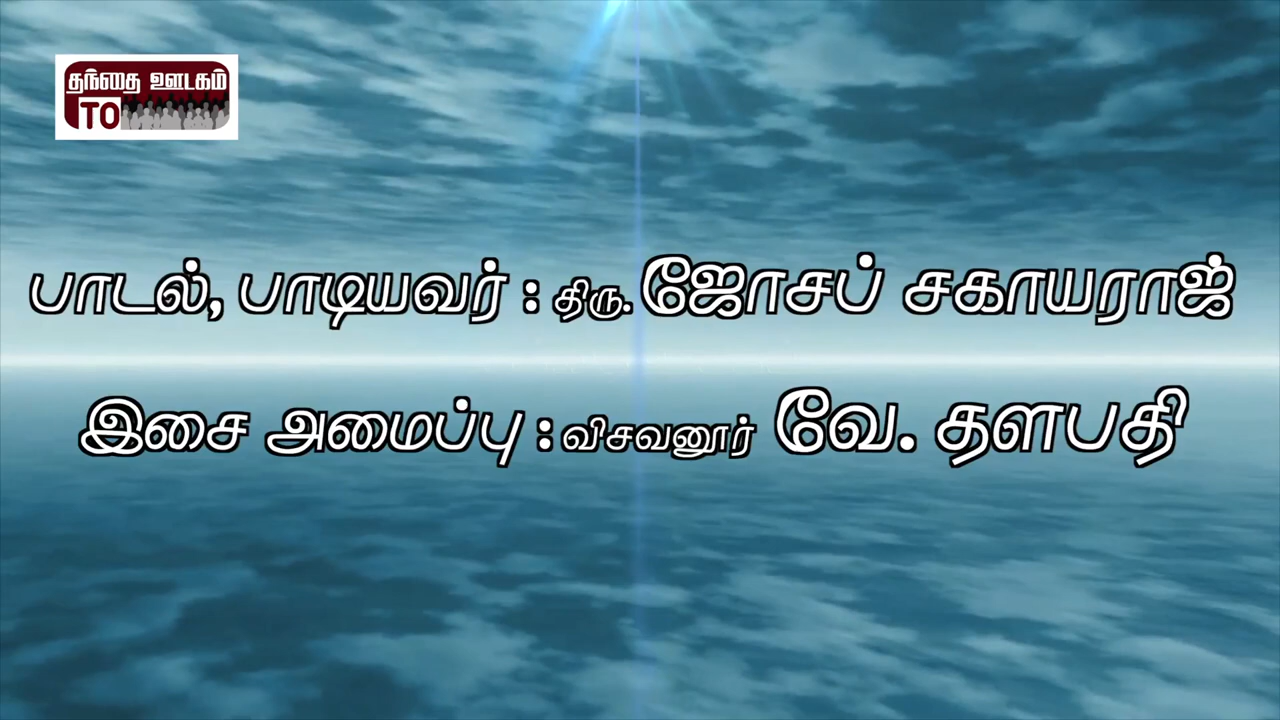 தந்தை ஊடகம்
TO
பாடல், பாடியவர் : திரு. ஜோசப் சகாயராஜ்
இசை அமைப்பு : விசவனூர் வே. தளபதி